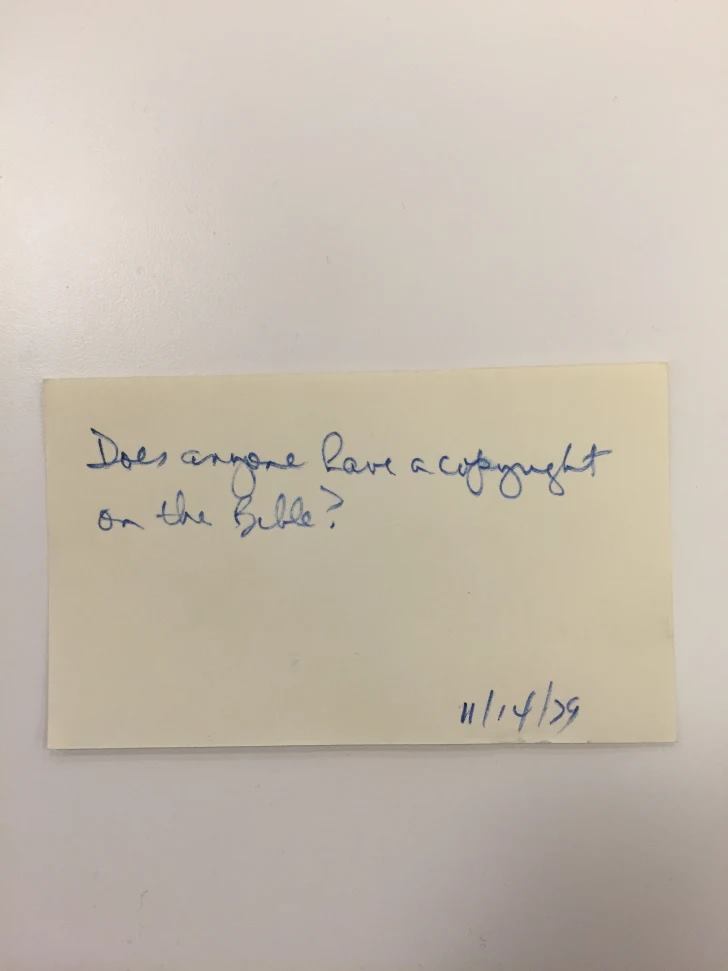 Does anyone have a copyright
on the Bible?
11/14/79